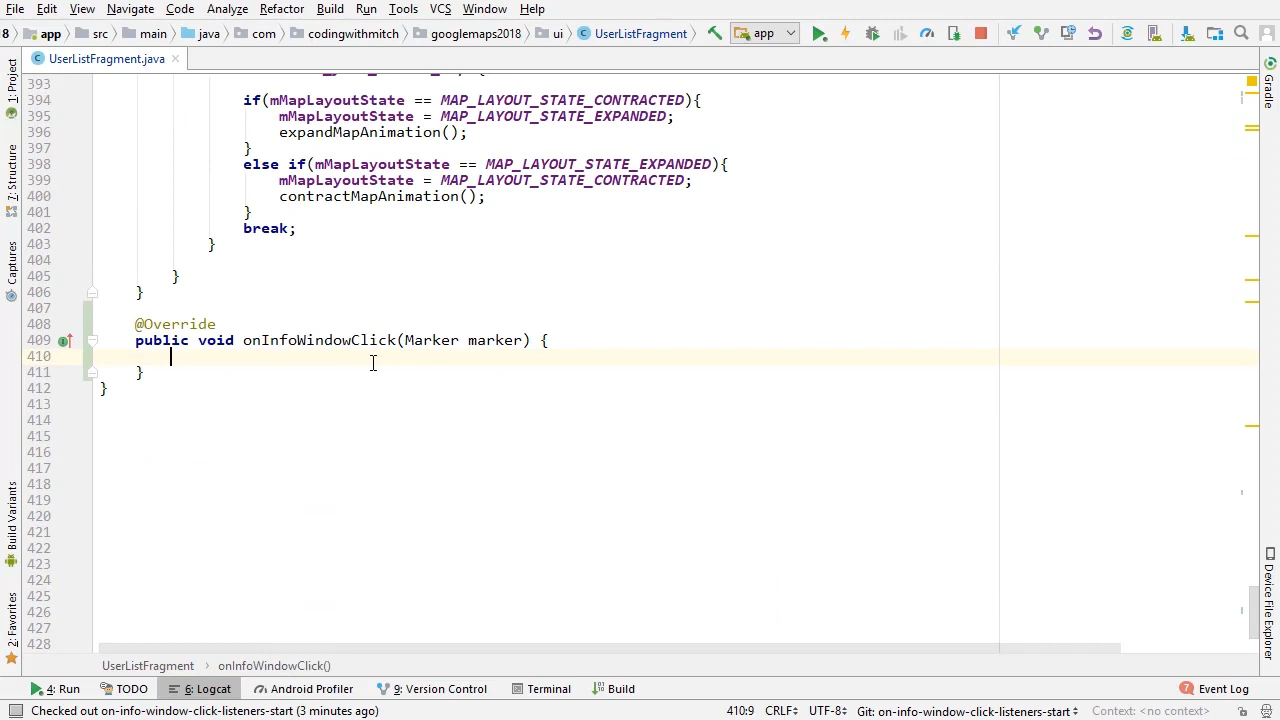 File Edit View Navigate Code Analyze Refactor Build Run Tools VCS Window Help
8 app src main java com codingwithmitch googlemaps2018 ui UserListFragment app
UserListFragment.java
393
394 if(mMapLayoutState == MAP_LAYOUT_STATE_CONTRACTED){
395 mMapLayoutState = MAP_LAYOUT_STATE_EXPANDED;
396 expandMapAnimation();
397 }
398 else if(mMapLayoutState == MAP_LAYOUT_STATE_EXPANDED){
399 mMapLayoutState = MAP_LAYOUT_STATE_CONTRACTED;
400 contractMapAnimation();
401 }
402 break;
403 }
404
405 }
406 }
407
408 @Override
409 public void onInfoWindowClick(Marker marker) {
410
411 }
412 }
413
414
415
416
417
418
419
420
421
422
423
424
425
426
427
428
1: Project
7: Structure
Captures
Build Variants
2: Favorites
Gradle
Device File Explorer
UserListFragment › onInfoWindowClick()
4: Run TODO 6: Logcat Android Profiler 9: Version Control Terminal Build 7 Event Log
Checked out on-info-window-click-listeners-start (3 minutes ago) 410:9 CRLF UTF-8 Git: on-info-window-click-listeners-start Context: <no context>